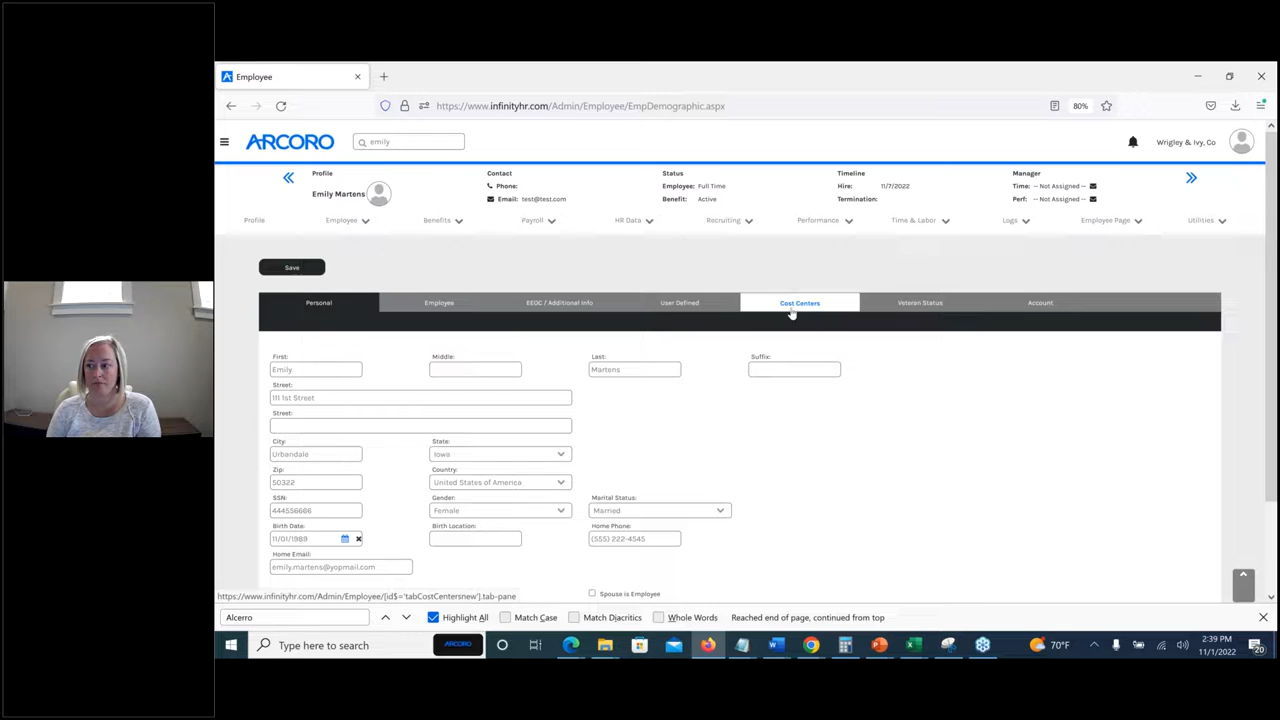 Employee
https://www.infinityhr.com/Admin/Employee/EmpDemographic.aspx
80%
ARCORO
emily
Wrigley & Ivy, Co
Profile
Contact
Status
Timeline
Manager
Emily Martens
Phone:
Employee: Full Time
Hire: 11/7/2022
Time: -- Not Assigned --
Email: test@test.com
Benefit: Active
Termination:
Perf: -- Not Assigned --
Profile
Employee
Benefits
Payroll
HR Data
Recruiting
Performance
Time & Labor
Logs
Employee Page
Utilities
Save
Personal
Employee
EEOC / Additional Info
User Defined
Cost Centers
Veteran Status
Account
First:
Middle:
Last:
Suffix:
Emily
Martens
Street:
111 1st Street
Street:
City:
State:
Urbandale
Iowa
Zip:
Country:
50322
United States of America
SSN:
Gender:
Marital Status:
444556666
Female
Married
Birth Date:
Birth Location:
Home Phone:
11/01/1989
(555) 222-4545
Home Email:
emily.martens@yopmail.com
https://www.infinityhr.com/Admin/Employee/[id$='tabCostCentersnew'].tab-pane
Spouse is Employee
Alcerro
Highlight All
Match Case
Match Diacritics
Whole Words
Reached end of page, continued from top
Type here to search
ARCORO
70°F
2:39 PM
11/1/2022
20